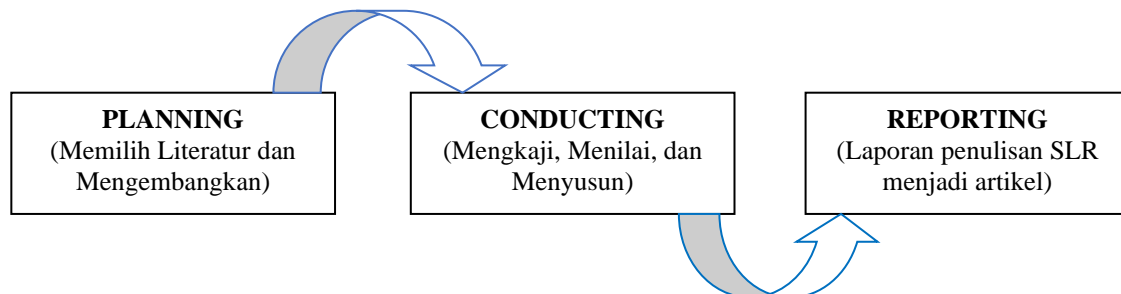 PLANNING
(Memilih Literatur dan
Mengembangkan)
CONDUCTING
(Mengkaji, Menilai, dan
Menyusun)
REPORTING
(Laporan penulisan SLR
menjadi artikel)